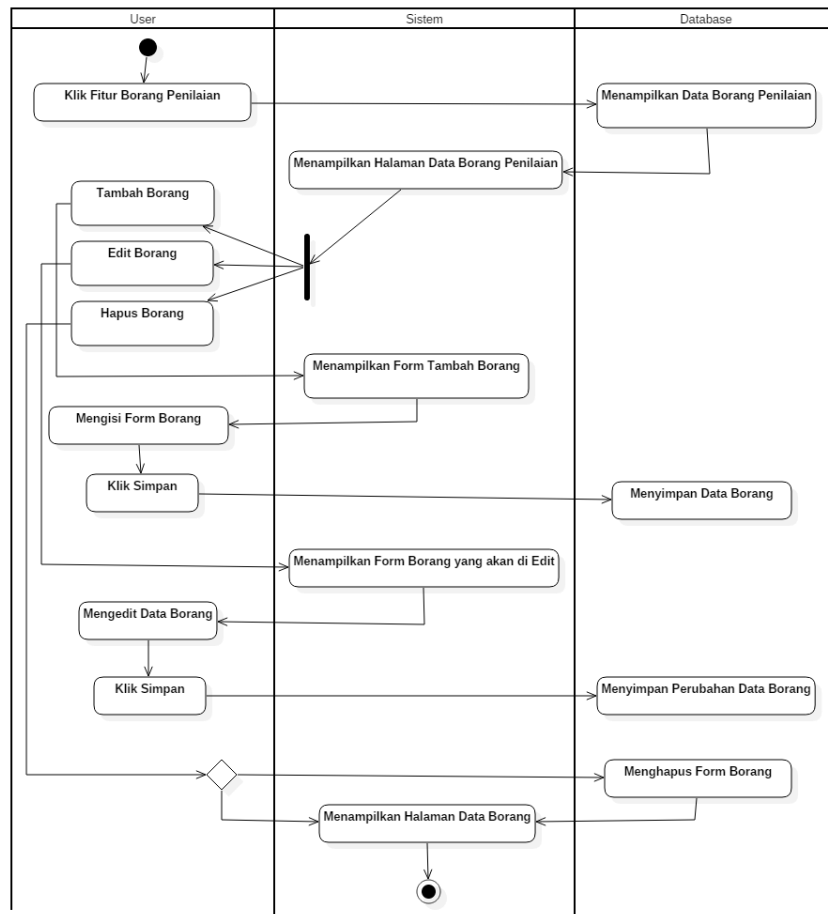 User
Sistem
Database
Klik Fitur Borang Penilaian
Menampilkan Data Borang Penilaian
Menampilkan Halaman Data Borang Penilaian
Tambah Borang
Edit Borang
Hapus Borang
Menampilkan Form Tambah Borang
Mengisi Form Borang
Klik Simpan
Menyimpan Data Borang
Menampilkan Form Borang yang akan di Edit
Mengedit Data Borang
Klik Simpan
Menyimpan Perubahan Data Borang
Menghapus Form Borang
Menampilkan Halaman Data Borang